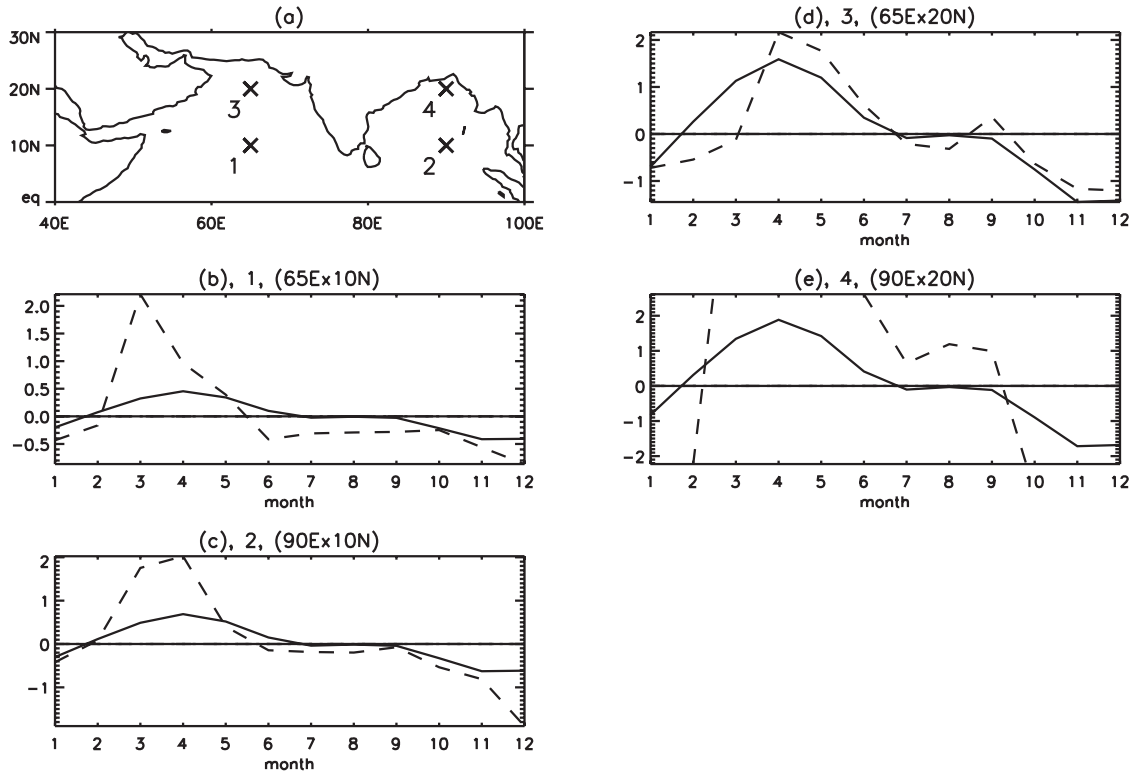 (a)
30N
20N
10N
eq
40E 60E 80E 100E
3 4
1 2
(b), 1, (65Ex10N)
2.0
1.5
1.0
0.5
0.0
−0.5
1 2 3 4 5 6 7 8 9 10 11 12
month
(c), 2, (90Ex10N)
2
1
0
−1
1 2 3 4 5 6 7 8 9 10 11 12
month
(d), 3, (65Ex20N)
2
1
0
−1
1 2 3 4 5 6 7 8 9 10 11 12
month
(e), 4, (90Ex20N)
2
1
0
−1
−2
1 2 3 4 5 6 7 8 9 10 11 12
month